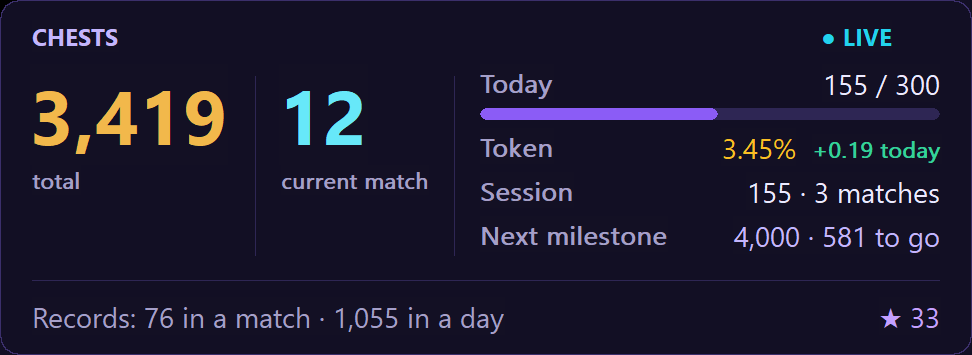 CHESTS
● LIVE
3,419
total
12
current match
Today 155 / 300
Token 3.45% +0.19 today
Session 155 · 3 matches
Next milestone 4,000 · 581 to go
Records: 76 in a match · 1,055 in a day
★ 33